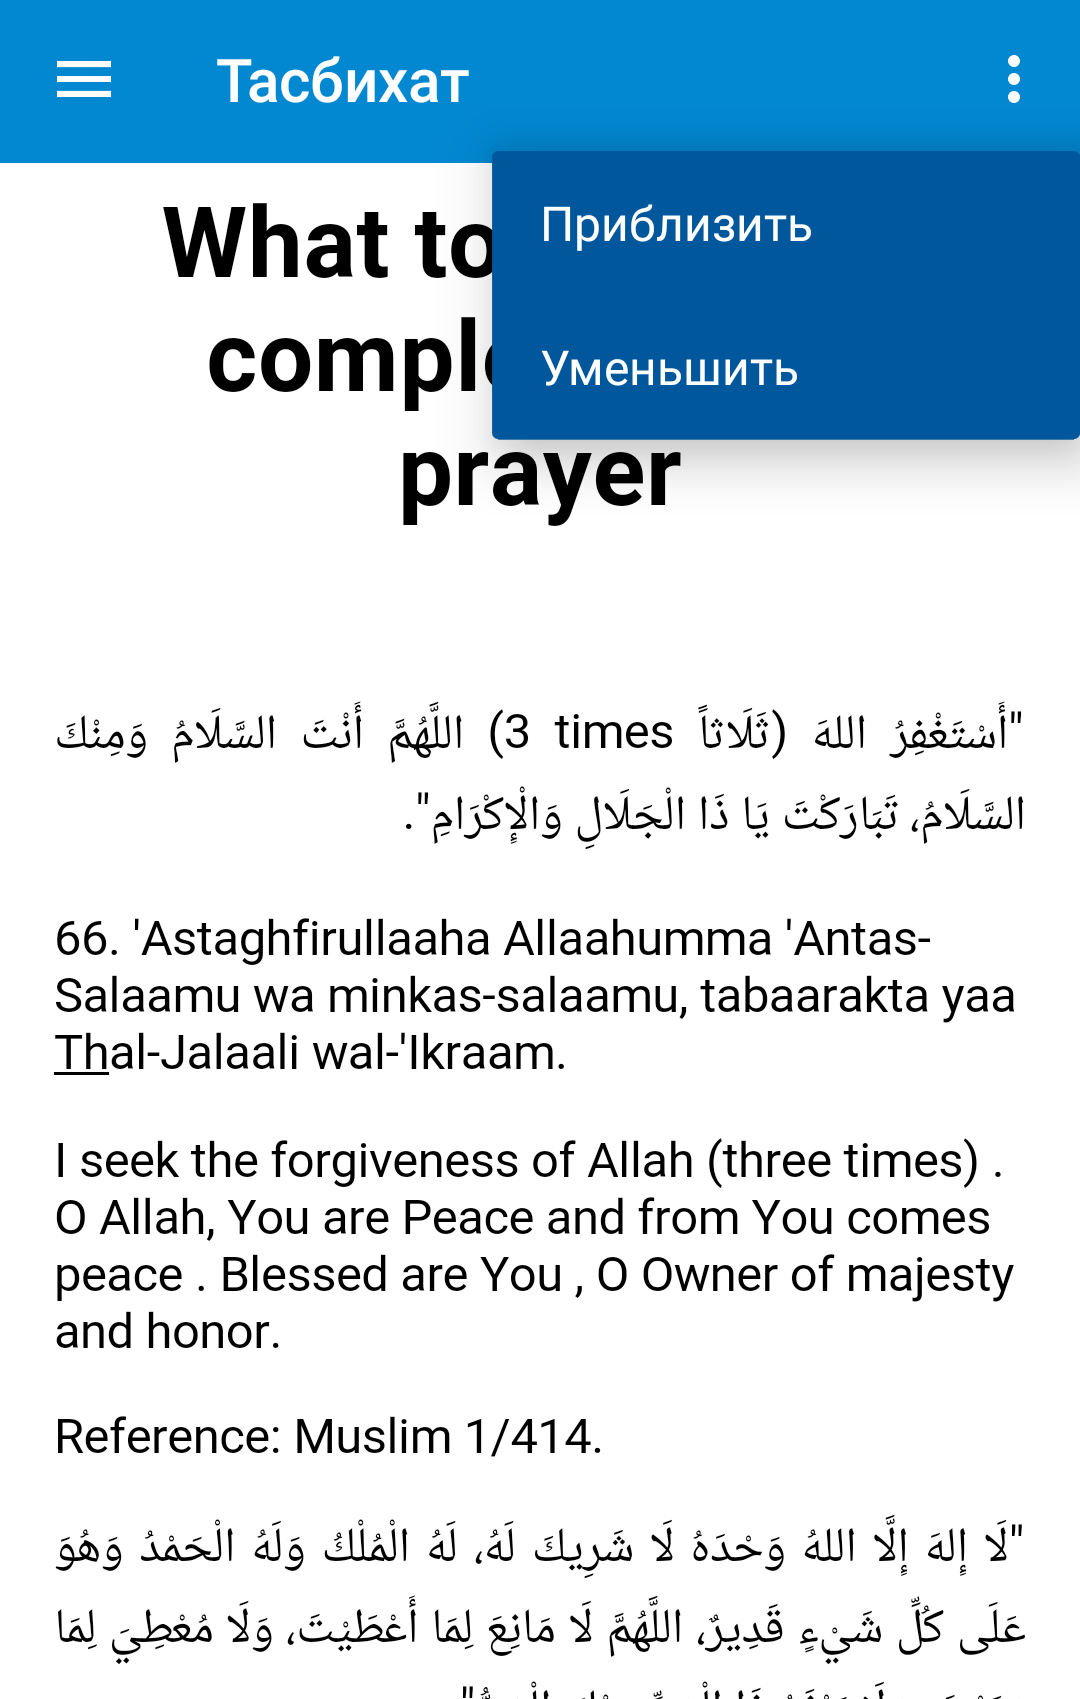 Тасбихат
Приблизить
Уменьшить
What to
compl
prayer
"أَسْتَغْفِرُ اللهَ (ثَلَاثاً 3 times) اللَّهُمَّ أَنْتَ السَّلَامُ وَمِنْكَ
السَّلَامُ، تَبَارَكْتَ يَا ذَا الْجَلَالِ وَالْإِكْرَامِ".
66. 'Astaghfirullaaha Allaahumma 'Antas-
Salaamu wa minkas-salaamu, tabaarakta yaa
Thal-Jalaali wal-'Ikraam.
I seek the forgiveness of Allah (three times) .
O Allah, You are Peace and from You comes
peace . Blessed are You , O Owner of majesty
and honor.
Reference: Muslim 1/414.
"لَا إِلهَ إِلَّا اللهُ وَحْدَهُ لَا شَرِيكَ لَهُ، لَهُ الْمُلْكُ وَلَهُ الْحَمْدُ وَهُوَ
عَلَى كُلِّ شَيْءٍ قَدِيرٌ، اللَّهُمَّ لَا مَانِعَ لِمَا أَعْطَيْتَ، وَلَا مُعْطِيَ لِمَا